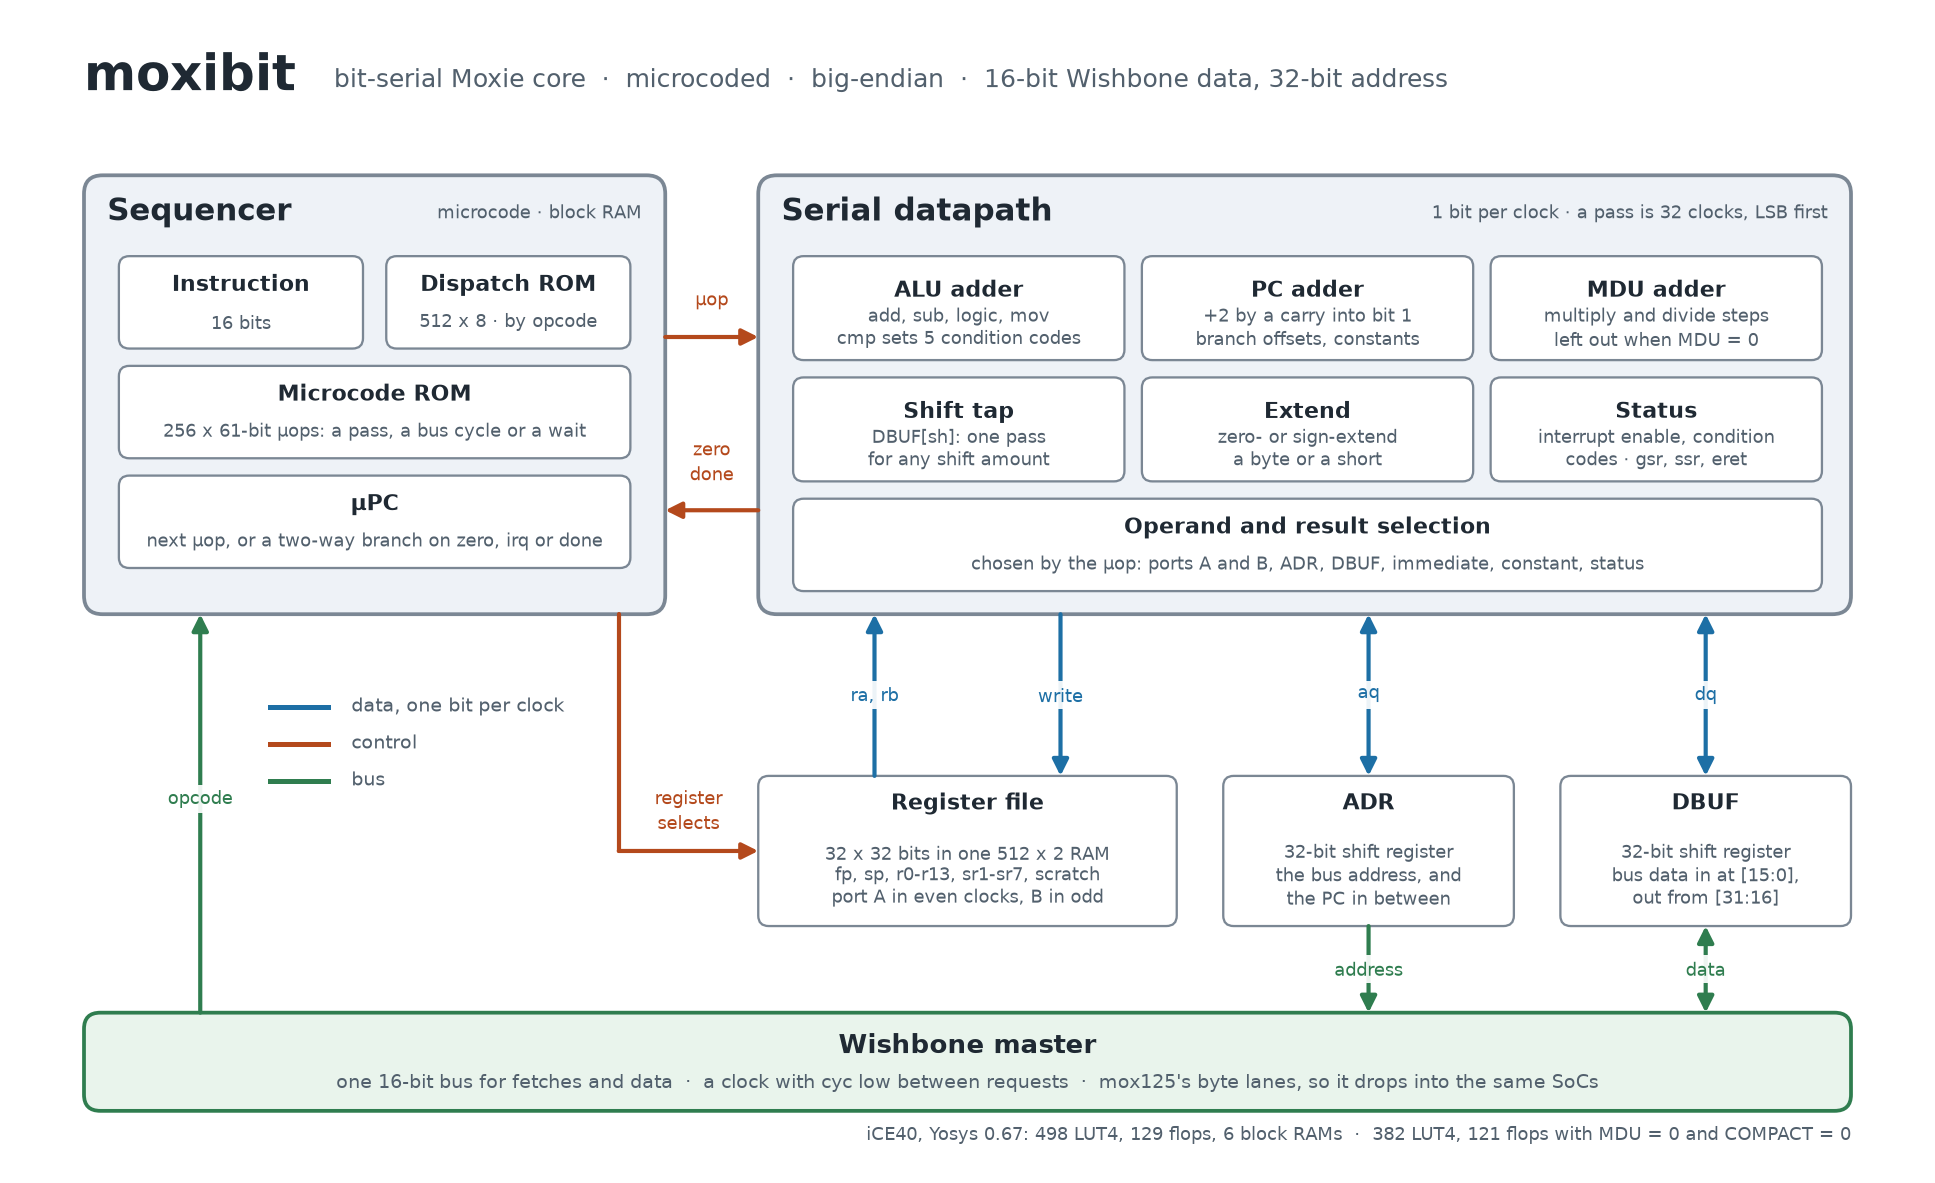 moxibit
bit-serial Moxie core · microcoded · big-endian · 16-bit Wishbone data, 32-bit address
Sequencer
microcode · block RAM
Instruction
16 bits
Dispatch ROM
512 x 8 · by opcode
Microcode ROM
256 x 61-bit µops: a pass, a bus cycle or a wait
µPC
next µop, or a two-way branch on zero, irq or done
µop
zero
done
Serial datapath
1 bit per clock · a pass is 32 clocks, LSB first
ALU adder
add, sub, logic, mov
cmp sets 5 condition codes
PC adder
+2 by a carry into bit 1
branch offsets, constants
MDU adder
multiply and divide steps
left out when MDU = 0
Shift tap
DBUF[sh]: one pass
for any shift amount
Extend
zero- or sign-extend
a byte or a short
Status
interrupt enable, condition
codes · gsr, ssr, eret
Operand and result selection
chosen by the µop: ports A and B, ADR, DBUF, immediate, constant, status
data, one bit per clock
control
bus
opcode
register
selects
ra, rb
write
aq
dq
Register file
32 x 32 bits in one 512 x 2 RAM
fp, sp, r0-r13, sr1-sr7, scratch
port A in even clocks, B in odd
ADR
32-bit shift register
the bus address, and
the PC in between
DBUF
32-bit shift register
bus data in at [15:0],
out from [31:16]
address
data
Wishbone master
one 16-bit bus for fetches and data · a clock with cyc low between requests · mox125's byte lanes, so it drops into the same SoCs
iCE40, Yosys 0.67: 498 LUT4, 129 flops, 6 block RAMs · 382 LUT4, 121 flops with MDU = 0 and COMPACT = 0